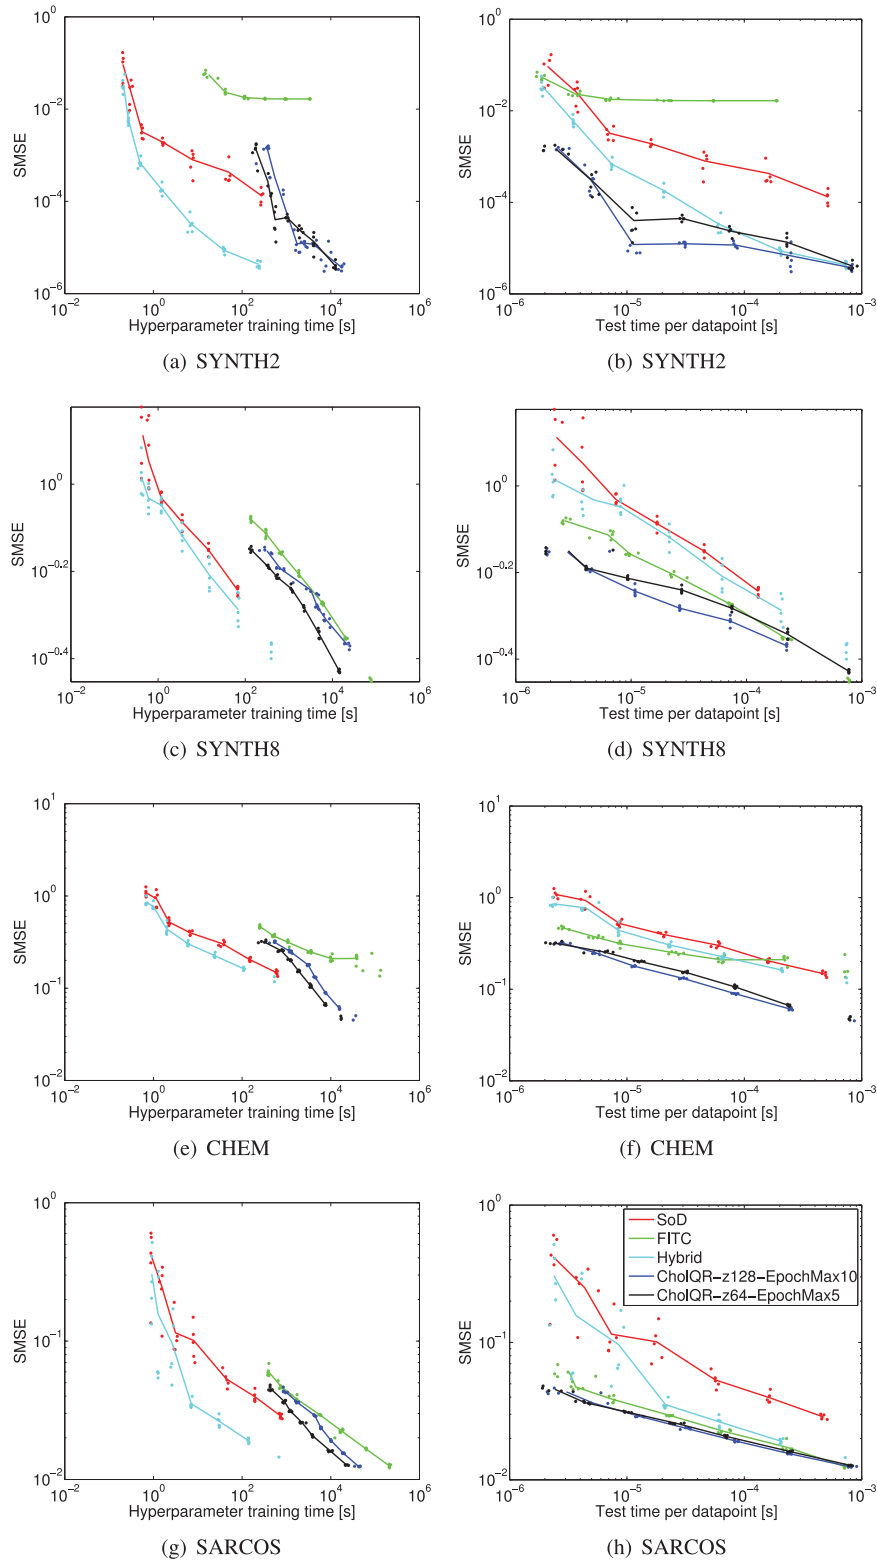 10^0
10^−2
10^−4
10^−6
SMSE
10^−2 10^0 10^2 10^4 10^6
Hyperparameter training time [s]
(a) SYNTH2
10^0
10^−2
10^−4
10^−6
SMSE
10^−6 10^−5 10^−4 10^−3
Test time per datapoint [s]
(b) SYNTH2
10^0
10^−0.2
10^−0.4
SMSE
10^−2 10^0 10^2 10^4 10^6
Hyperparameter training time [s]
(c) SYNTH8
10^0
10^−0.2
10^−0.4
SMSE
10^−6 10^−5 10^−4 10^−3
Test time per datapoint [s]
(d) SYNTH8
10^1
10^0
10^−1
10^−2
SMSE
10^−2 10^0 10^2 10^4 10^6
Hyperparameter training time [s]
(e) CHEM
10^1
10^0
10^−1
10^−2
SMSE
10^−6 10^−5 10^−4 10^−3
Test time per datapoint [s]
(f) CHEM
10^0
10^−1
10^−2
SMSE
10^−2 10^0 10^2 10^4 10^6
Hyperparameter training time [s]
(g) SARCOS
10^0
10^−1
10^−2
SMSE
SoD
FITC
Hybrid
CholQR−z128−EpochMax10
CholQR−z64−EpochMax5
10^−6 10^−5 10^−4 10^−3
Test time per datapoint [s]
(h) SARCOS